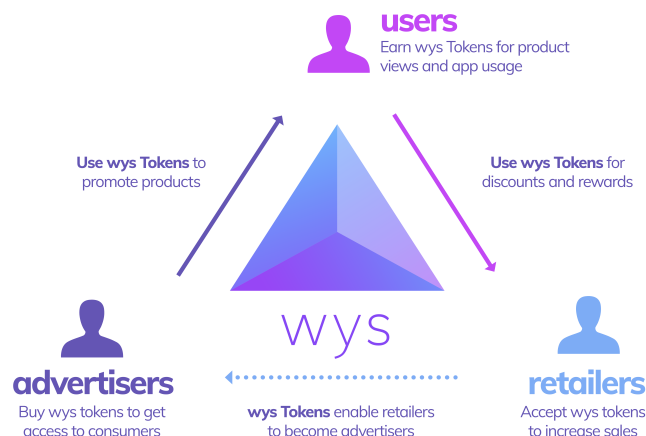 users
Earn wys Tokens for product
views and app usage
Use wys Tokens to
promote products
Use wys Tokens for
discounts and rewards
wys
advertisers
Buy wys tokens to get
access to consumers
wys Tokens enable retailers
to become advertisers
retailers
Accept wys tokens
to increase sales